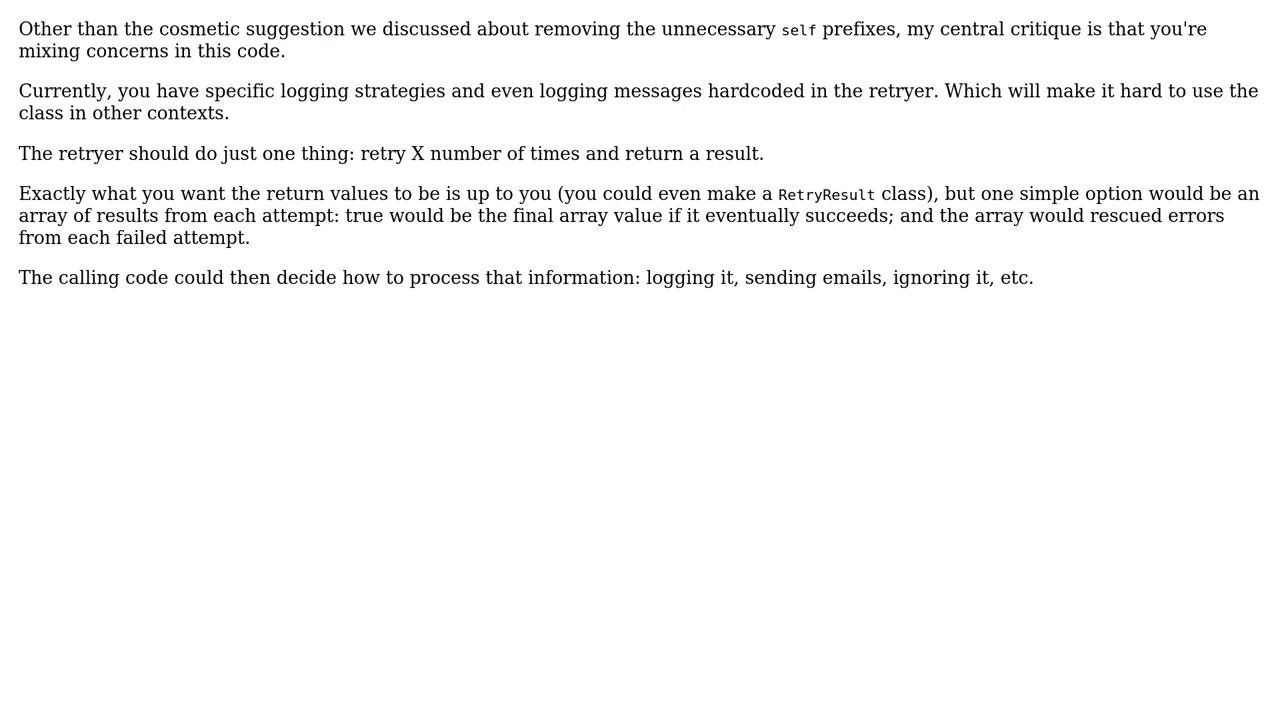 Other than the cosmetic suggestion we discussed about removing the unnecessary self prefixes, my central critique is that you're
mixing concerns in this code.
Currently, you have specific logging strategies and even logging messages hardcoded in the retryer. Which will make it hard to use the
class in other contexts.
The retryer should do just one thing: retry X number of times and return a result.
Exactly what you want the return values to be is up to you (you could even make a RetryResult class), but one simple option would be an
array of results from each attempt: true would be the final array value if it eventually succeeds; and the array would rescued errors
from each failed attempt.
The calling code could then decide how to process that information: logging it, sending emails, ignoring it, etc.